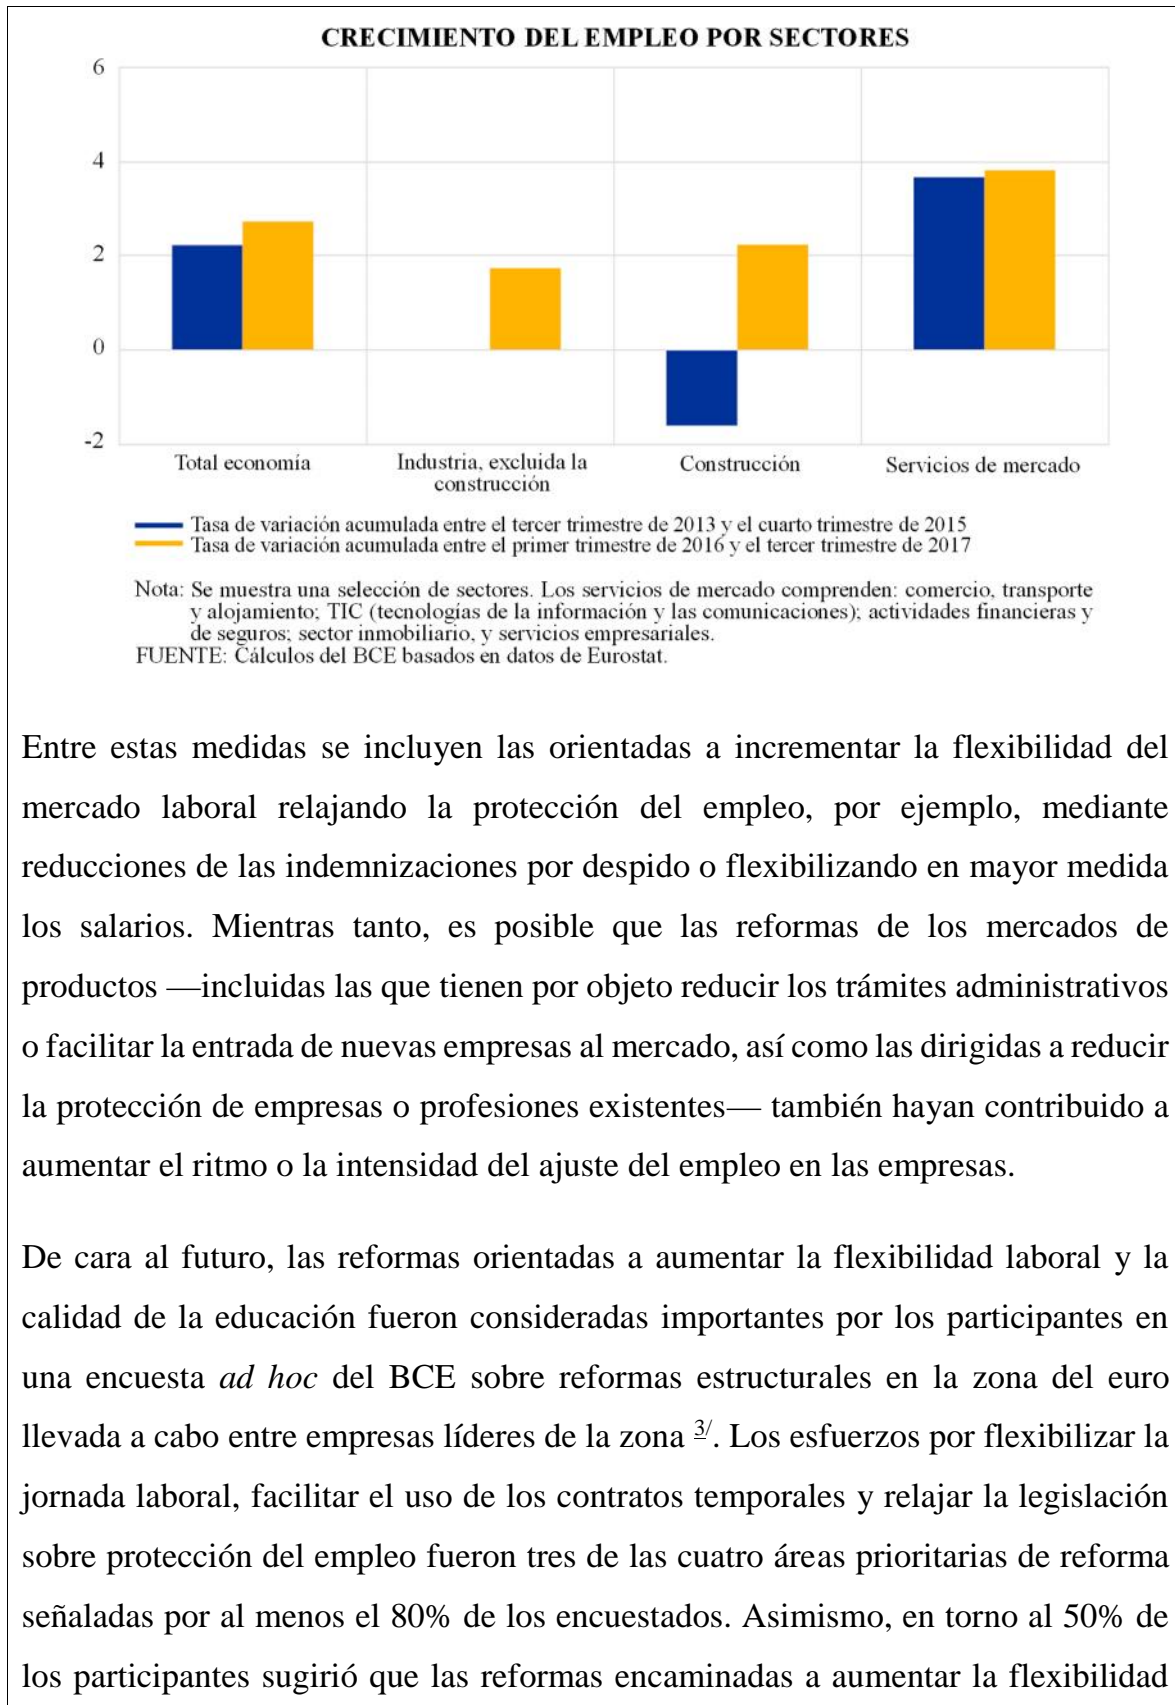 CRECIMIENTO DEL EMPLEO POR SECTORES
6
4
2
0
-2
Total economía
Industria, excluida la
construcción
Construcción
Servicios de mercado
Tasa de variación acumulada entre el tercer trimestre de 2013 y el cuarto trimestre de 2015
Tasa de variación acumulada entre el primer trimestre de 2016 y el tercer trimestre de 2017
Nota: Se muestra una selección de sectores. Los servicios de mercado comprenden: comercio, transporte
y alojamiento; TIC (tecnologías de la información y las comunicaciones); actividades financieras y
de seguros; sector inmobiliario, y servicios empresariales.
FUENTE: Cálculos del BCE basados en datos de Eurostat.
Entre estas medidas se incluyen las orientadas a incrementar la flexibilidad del
mercado laboral relajando la protección del empleo, por ejemplo, mediante
reducciones de las indemnizaciones por despido o flexibilizando en mayor medida
los salarios. Mientras tanto, es posible que las reformas de los mercados de
productos —incluidas las que tienen por objeto reducir los trámites administrativos
o facilitar la entrada de nuevas empresas al mercado, así como las dirigidas a reducir
la protección de empresas o profesiones existentes— también hayan contribuido a
aumentar el ritmo o la intensidad del ajuste del empleo en las empresas.
De cara al futuro, las reformas orientadas a aumentar la flexibilidad laboral y la
calidad de la educación fueron consideradas importantes por los participantes en
una encuesta ad hoc del BCE sobre reformas estructurales en la zona del euro
llevada a cabo entre empresas líderes de la zona 3/. Los esfuerzos por flexibilizar la
jornada laboral, facilitar el uso de los contratos temporales y relajar la legislación
sobre protección del empleo fueron tres de las cuatro áreas prioritarias de reforma
señaladas por al menos el 80% de los encuestados. Asimismo, en torno al 50% de
los participantes sugirió que las reformas encaminadas a aumentar la flexibilidad